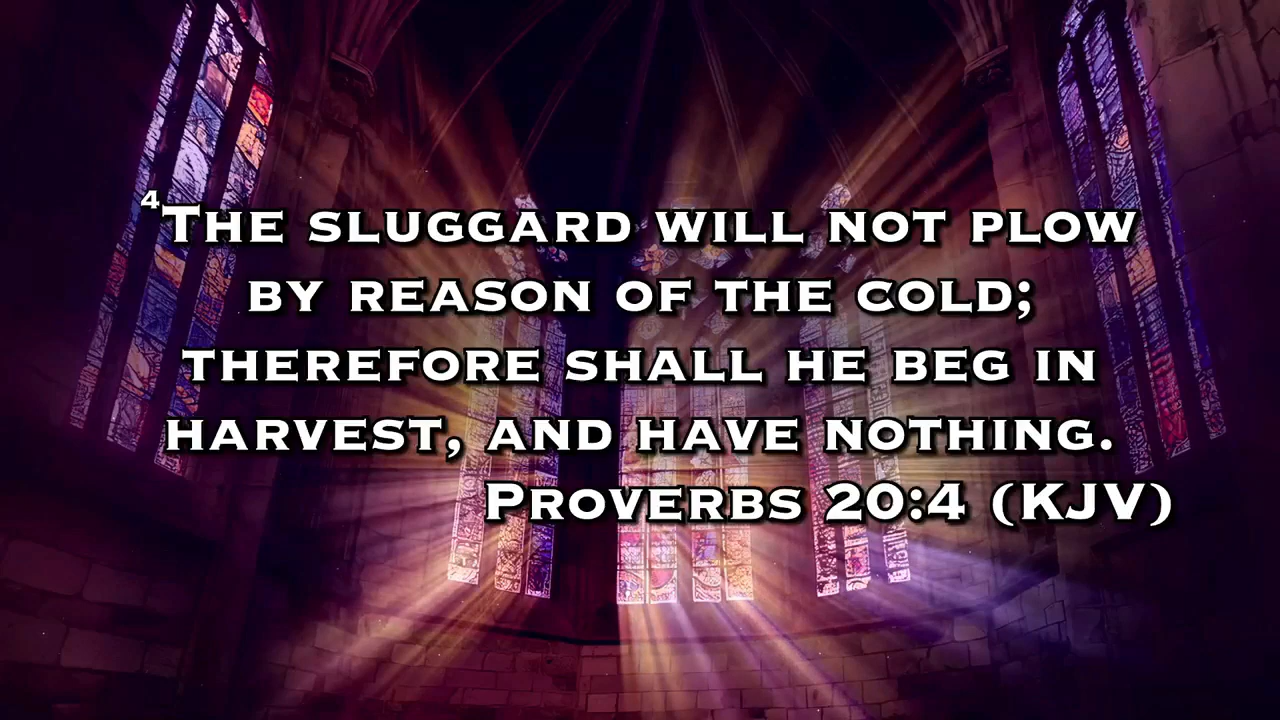 4The sluggard will not plow
by reason of the cold;
therefore shall he beg in
harvest, and have nothing.
Proverbs 20:4 (KJV)